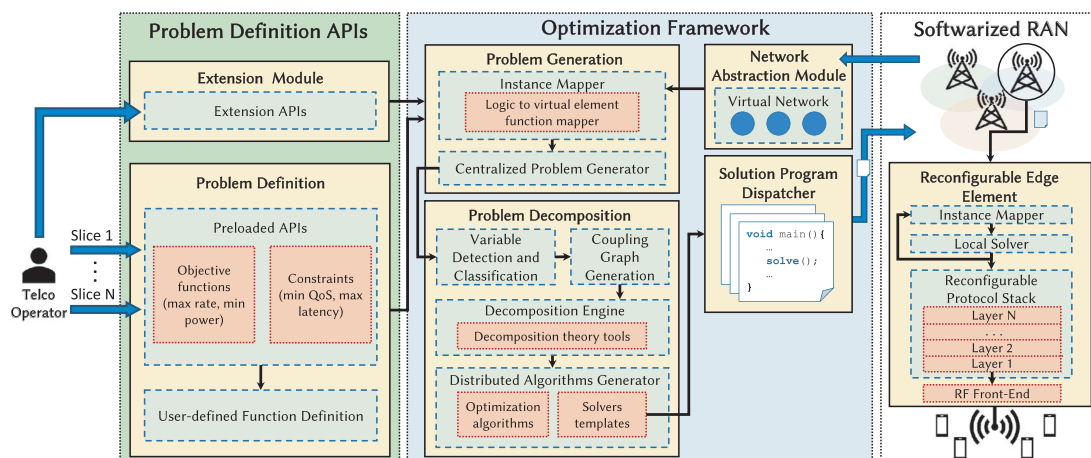 Problem Definition APIs
Extension Module
Extension APIs
Problem Definition
Preloaded APIs
Objective
functions
(max rate, min
power)
Constraints
(min QoS, max
latency)
User-defined Function Definition
Slice 1
Slice N
Telco
Operator
Optimization Framework
Problem Generation
Instance Mapper
Logic to virtual element
function mapper
Centralized Problem Generator
Problem Decomposition
Variable
Detection and
Classification
Coupling
Graph
Generation
Decomposition Engine
Decomposition theory tools
Distributed Algorithms Generator
Optimization
algorithms
Solvers
templates
Network
Abstraction Module
Virtual Network
Solution Program
Dispatcher
void main(){
…
solve();
…
}
Softwarized RAN
Reconfigurable Edge
Element
Instance Mapper
Local Solver
Reconfigurable
Protocol Stack
Layer N
. . .
Layer 2
Layer 1
RF Front-End